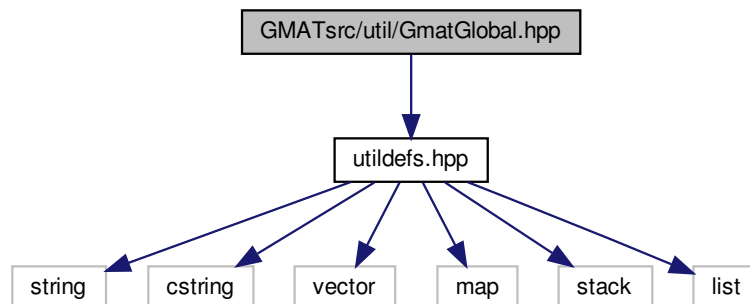 GMATsrc/util/GmatGlobal.hpp
utildefs.hpp
string
cstring
vector
map
stack
list